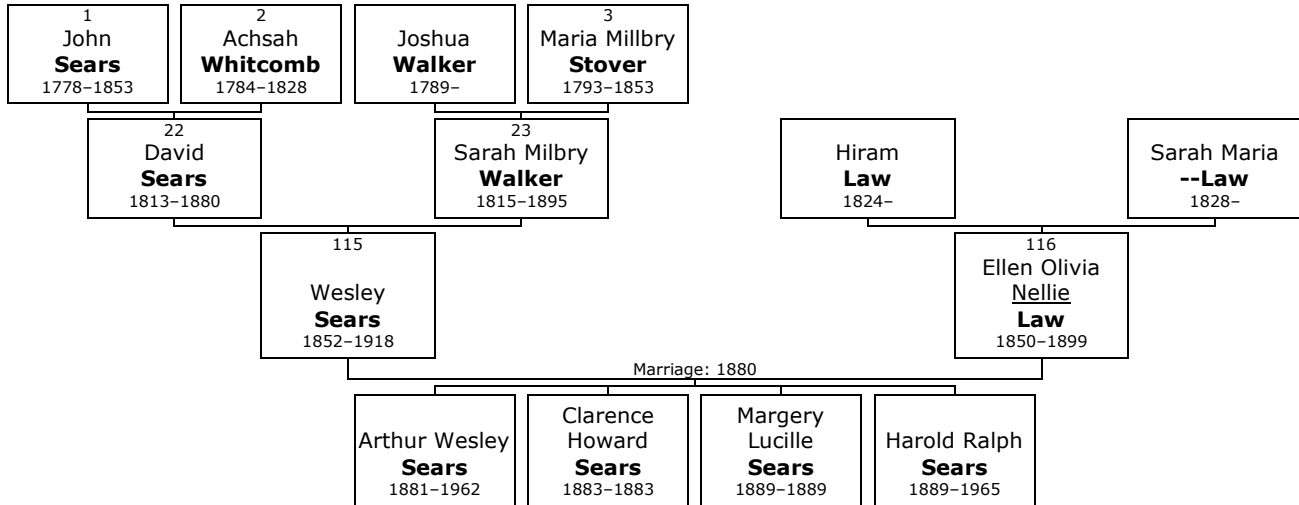 1
John
Sears
1778–1853
2
Achsah
Whitcomb
1784–1828
Joshua
Walker
1789–
3
Maria Millbry
Stover
1793–1853
22
David
Sears
1813–1880
23
Sarah Milbry
Walker
1815–1895
Hiram
Law
1824–
Sarah Maria
--Law
1828–
115
Wesley
Sears
1852–1918
116
Ellen Olivia
Nellie
Law
1850–1899
Marriage: 1880
Arthur Wesley
Sears
1881–1962
Clarence
Howard
Sears
1883–1883
Margery
Lucille
Sears
1889–1889
Harold Ralph
Sears
1889–1965